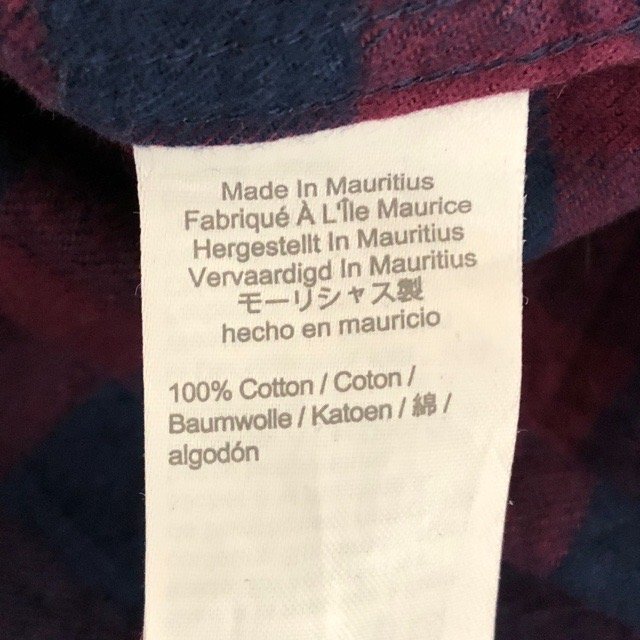 Made In Mauritius
Fabriqué À L'Île Maurice
Hergestellt In Mauritius
Vervaardigd In Mauritius
モーリシャス製
hecho en mauricio
100% Cotton / Coton /
Baumwolle / Katoen / 綿 /
algodón